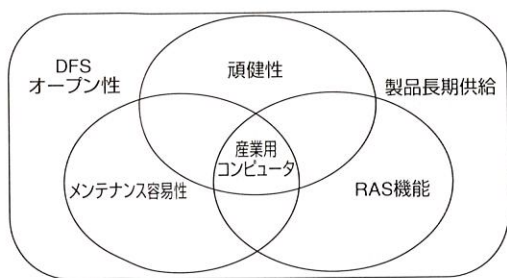 DFS
オープン性
頑健性
製品長期供給
産業用
コンピュータ
メンテナンス容易性
RAS機能